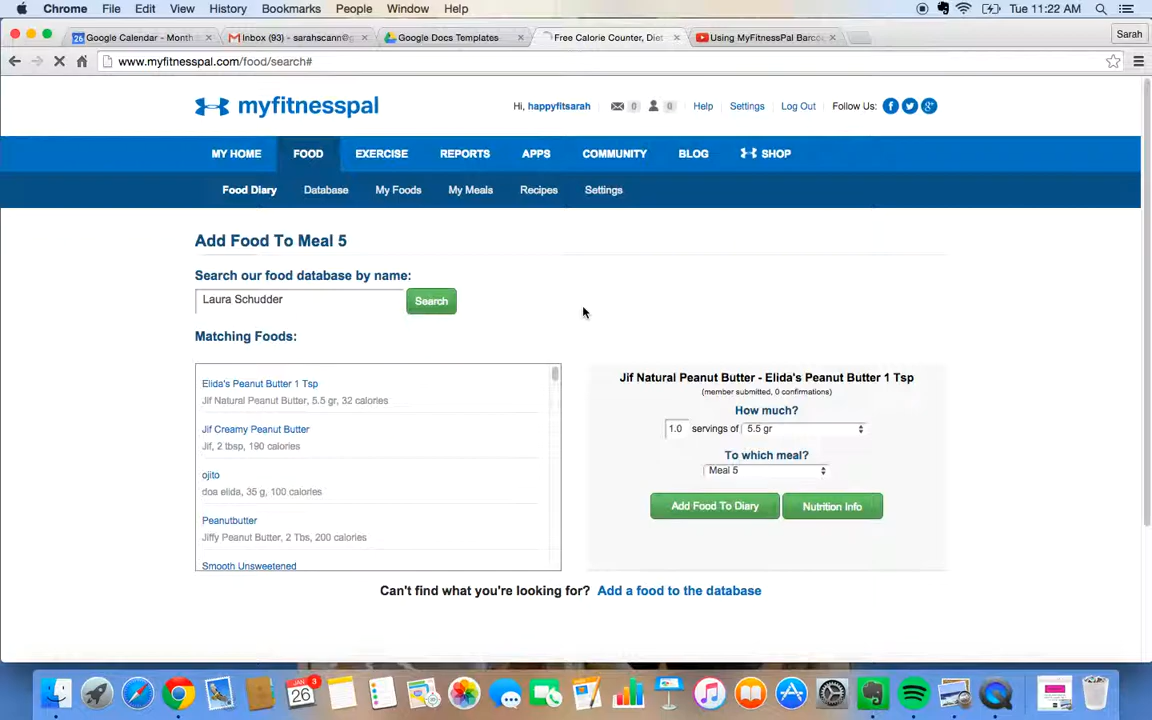 Chrome File Edit View History Bookmarks People Window Help Tue 11:22 AM
26 Google Calendar - Month Inbox (93) - sarahscann@g Google Docs Templates Free Calorie Counter, Diet Using MyFitnessPal Barco Sarah
www.myfitnesspal.com/food/search#
myfitnesspal Hi, happyfitsarah 0 0 Help Settings Log Out Follow Us:
MY HOME FOOD EXERCISE REPORTS APPS COMMUNITY BLOG SHOP
Food Diary Database My Foods My Meals Recipes Settings
Add Food To Meal 5
Search our food database by name:
Laura Schudder Search
Matching Foods:
Elida's Peanut Butter 1 Tsp
Jif Natural Peanut Butter, 5.5 gr, 32 calories
Jif Creamy Peanut Butter
Jif, 2 tbsp, 190 calories
ojito
doa elida, 35 g, 100 calories
Peanutbutter
Jiffy Peanut Butter, 2 Tbs, 200 calories
Smooth Unsweetened
Jif Natural Peanut Butter - Elida's Peanut Butter 1 Tsp
(member submitted, 0 confirmations)
How much?
1.0 servings of 5.5 gr
To which meal?
Meal 5
Add Food To Diary Nutrition Info
Can't find what you're looking for? Add a food to the database
JAN 26 3